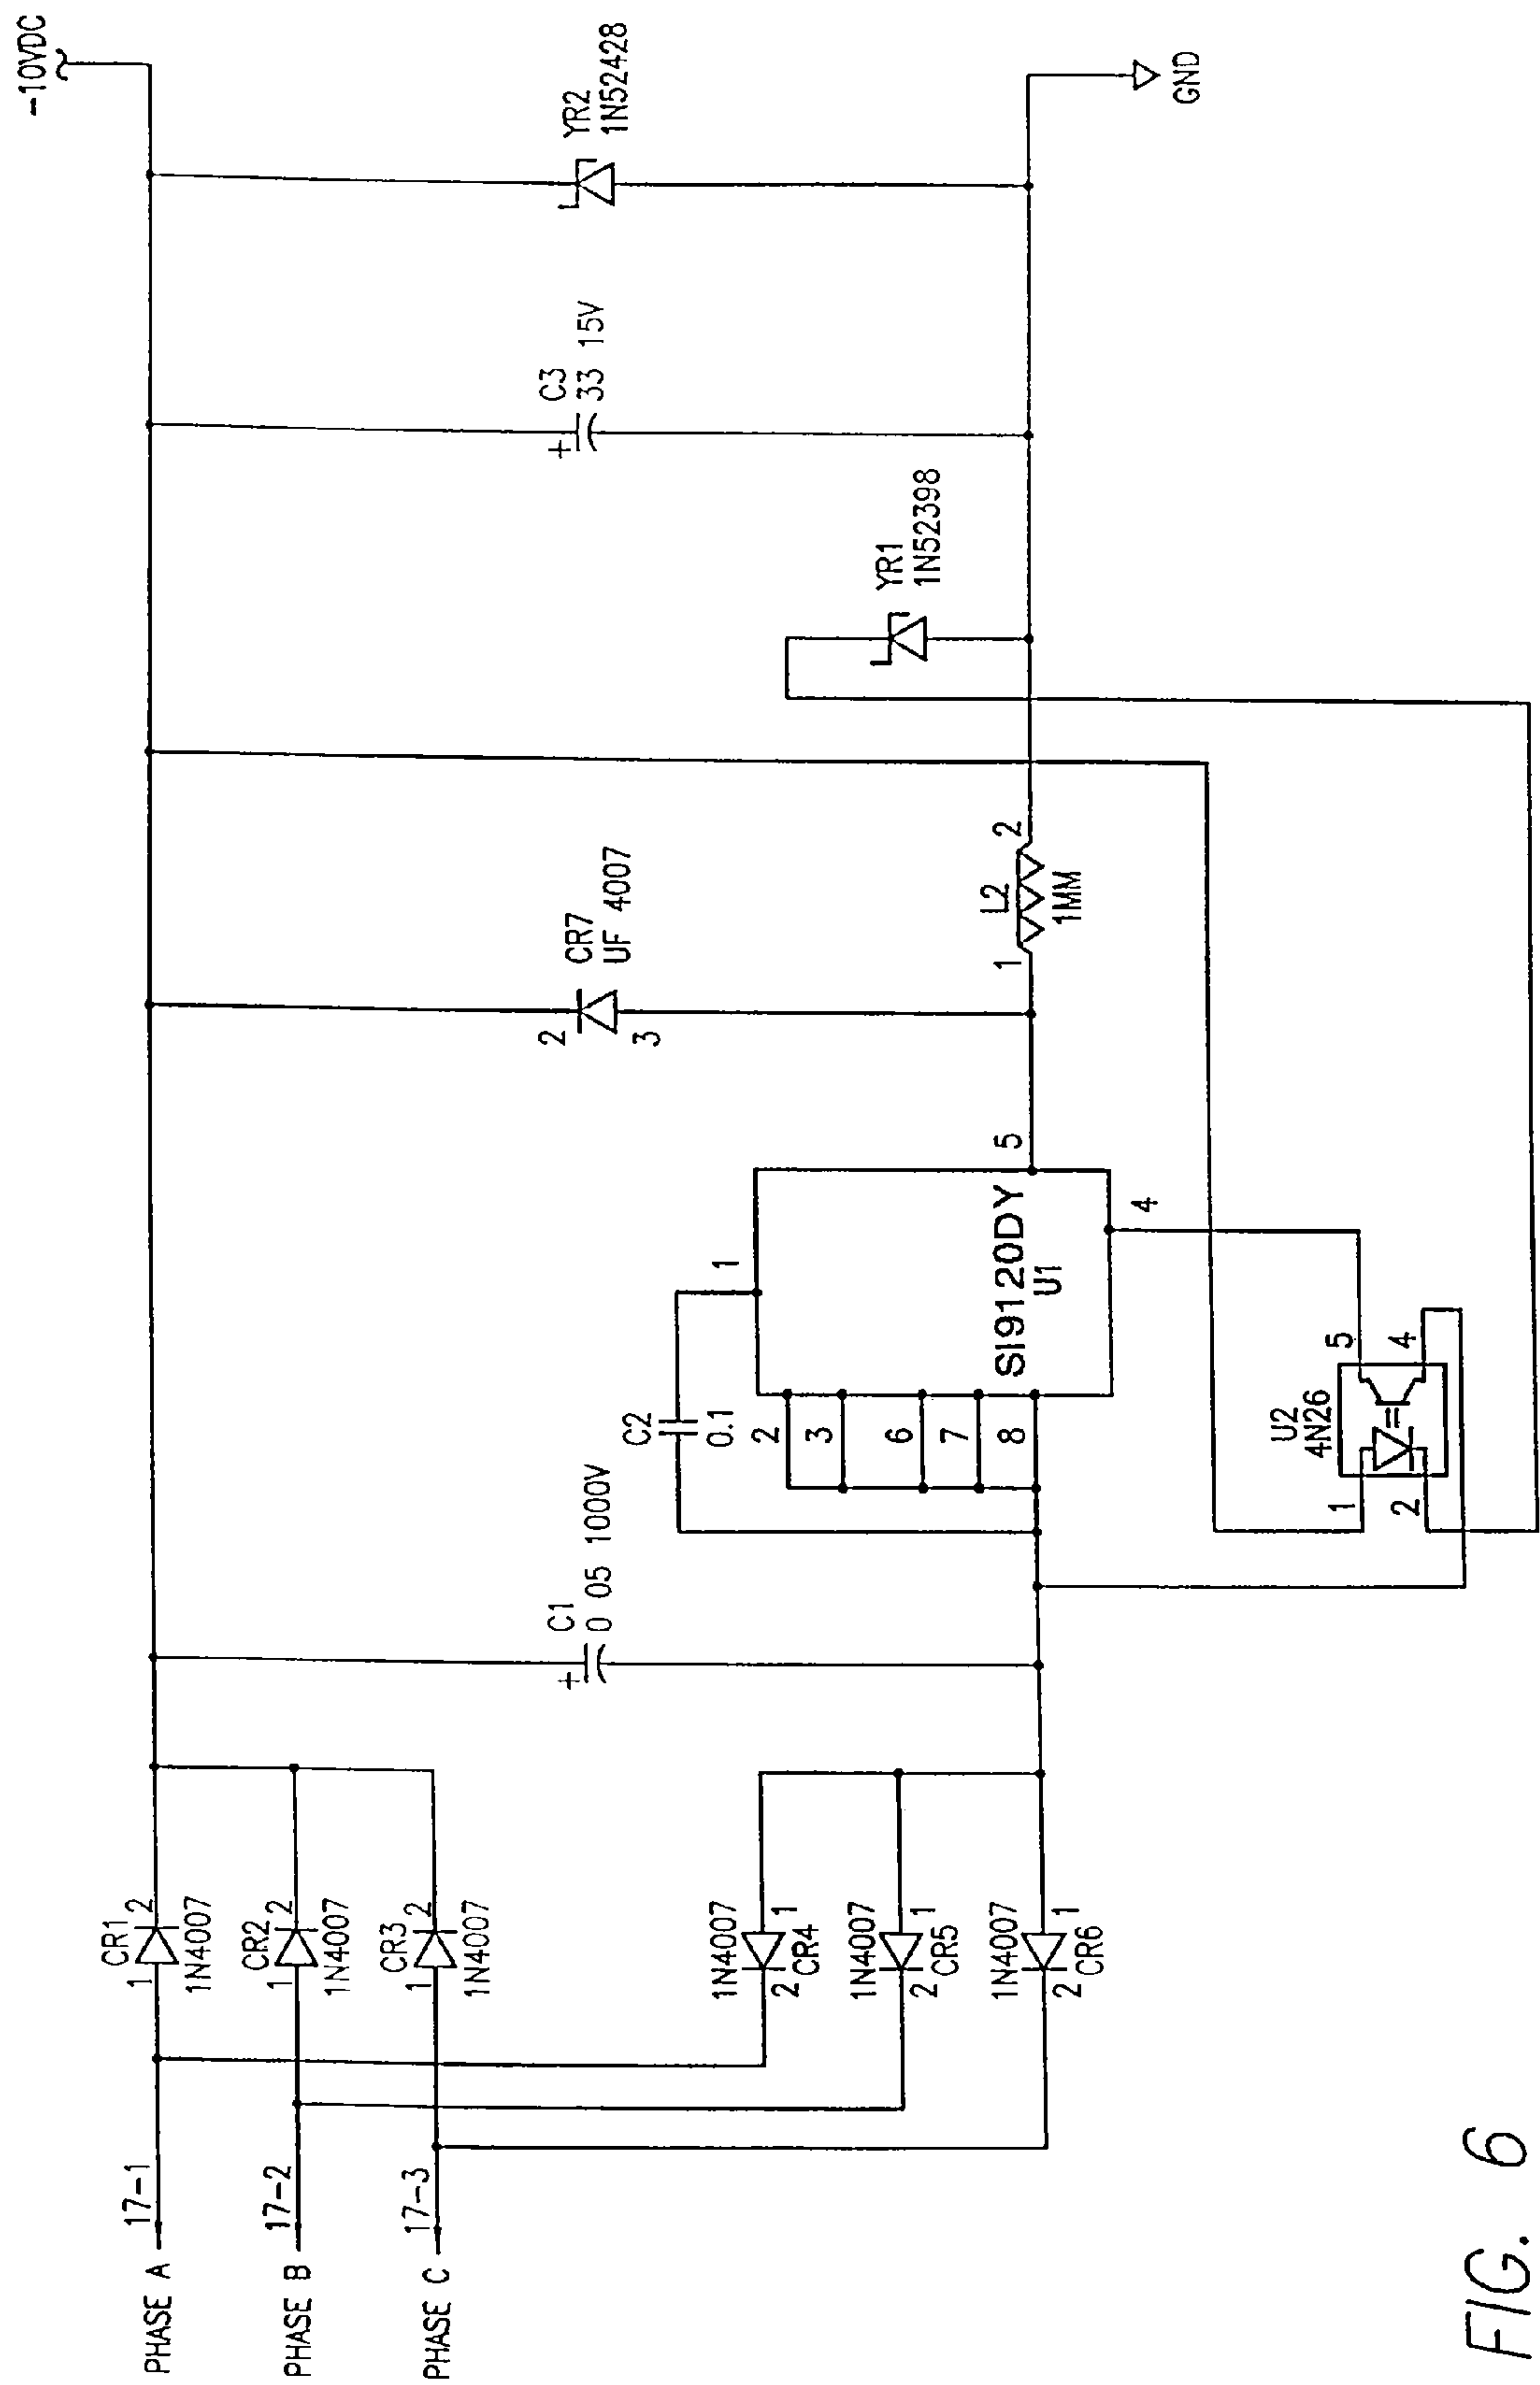 PHASE A
17-1
PHASE B
17-2
PHASE C
17-3
CR1
1 2
1N4007
CR2
1 2
1N4007
CR3
1 2
1N4007
1N4007
2 1
CR4
1N4007
2 1
CR5
1N4007
2 1
CR6
+
C1
0 05 1000V
C2
0.1
1
2
3
6
7
8
SI9120DY
U1
5
4
U2
4N26
1
2
5
4
CR7
UF 4007
2
3
L2
1 2
1MM
YR1
1N52398
+
C3
33 15V
YR2
1N52428
-10VDC
GND
FIG. 6